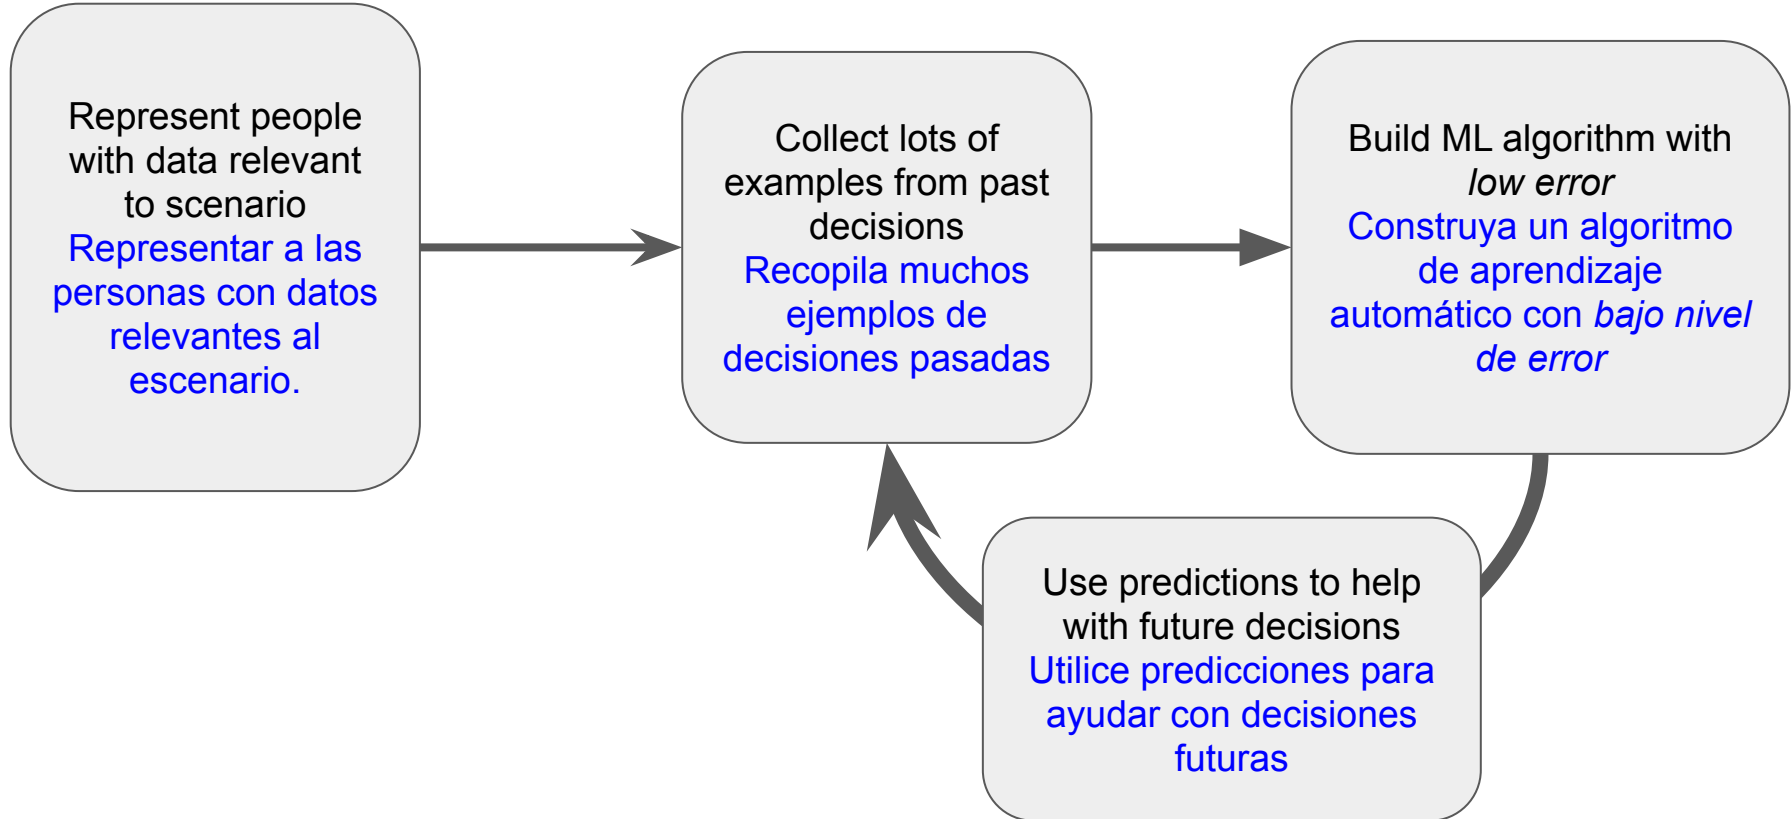 Represent people
with data relevant
to scenario
Representar a las
personas con datos
relevantes al
escenario.
Collect lots of
examples from past
decisions
Recopila muchos
ejemplos de
decisiones pasadas
Build ML algorithm with
low error
Construya un algoritmo
de aprendizaje
automático con bajo nivel
de error
Use predictions to help
with future decisions
Utilice predicciones para
ayudar con decisiones
futuras